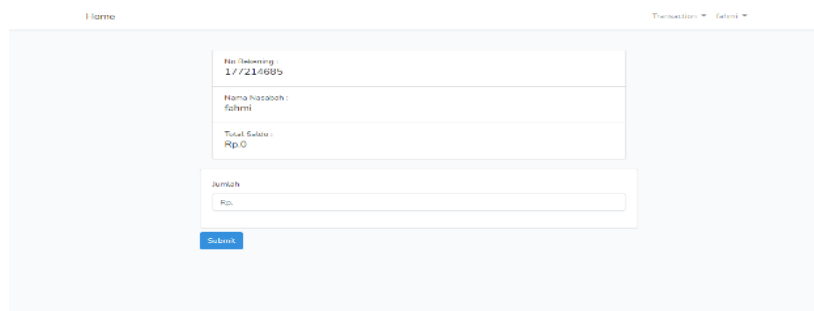 Home
Transaction
fahmi
No Rekening :
177214685
Nama Nasabah :
fahmi
Total Saldo :
Rp.0
Jumlah
Rp.
Submit